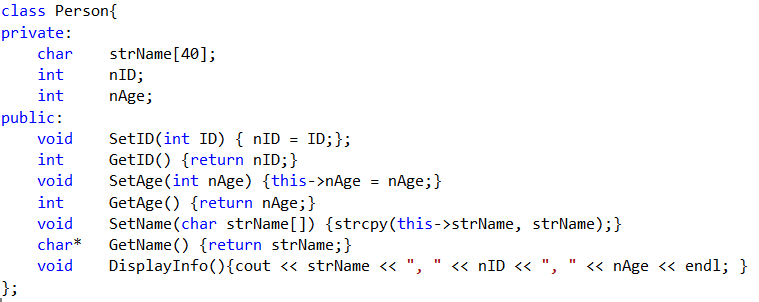 class Person{
private:
    char    strName[40];
    int     nID;
    int     nAge;
public:
    void    SetID(int ID) { nID = ID;};
    int     GetID() {return nID;}
    void    SetAge(int nAge) {this->nAge = nAge;}
    int     GetAge() {return nAge;}
    void    SetName(char strName[]) {strcpy(this->strName, strName);}
    char*   GetName() {return strName;}
    void    DisplayInfo(){cout << strName << ", " << nID << ", " << nAge << endl; }
};